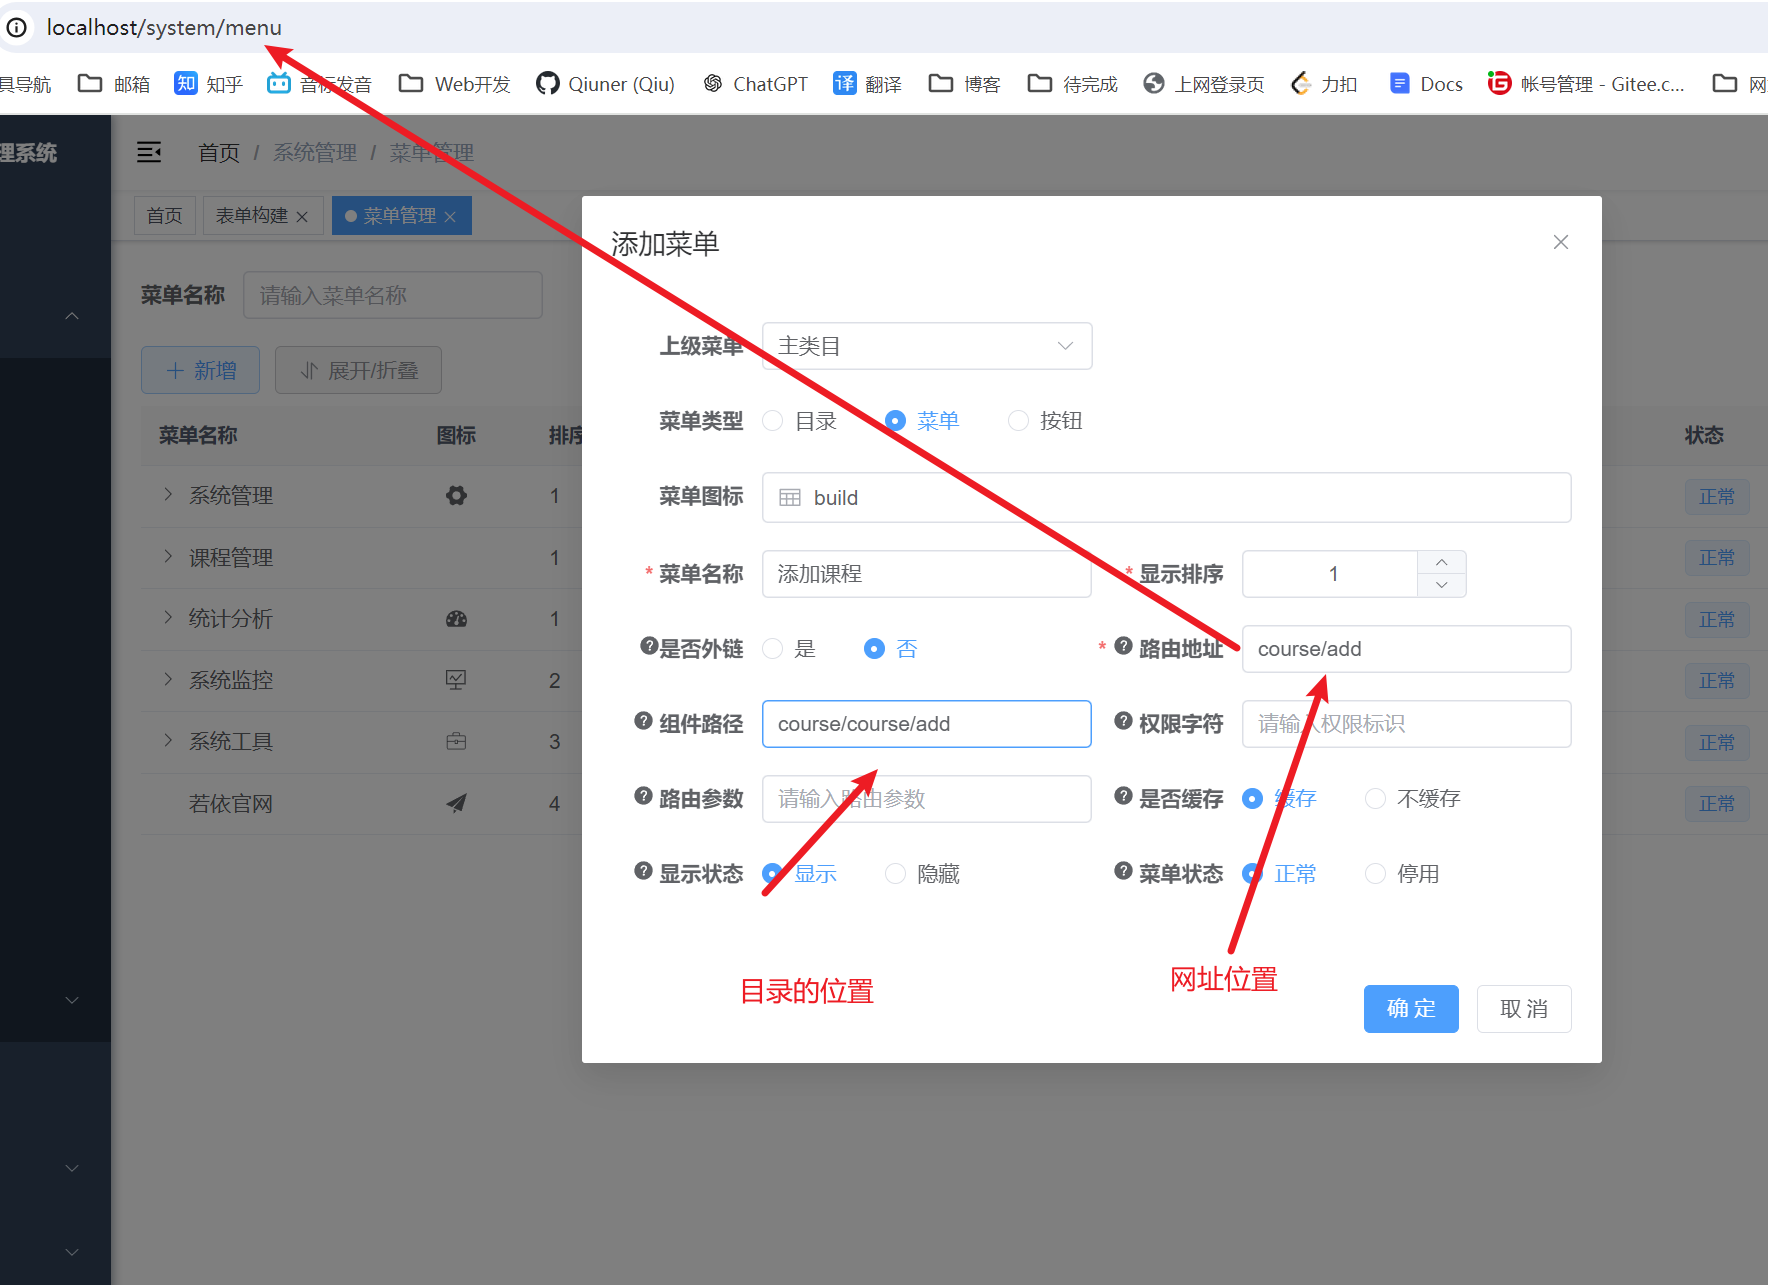 localhost/system/menu
具导航 邮箱 知 知乎 音标发音 Web开发 Qiuner (Qiu) ChatGPT 译 翻译 博客 待完成 上网登录页 力扣 Docs G 帐号管理 - Gitee.c... 网
理系统
首页 / 系统管理 / 菜单管理
首页 表单构建 菜单管理
添加菜单
菜单名称 请输入菜单名称
上级菜单 主类目
新增 展开/折叠
菜单类型 目录 菜单 按钮
菜单名称 图标 排序 状态
系统管理 1 正常
菜单图标 build
课程管理 1 正常
* 菜单名称 添加课程 * 显示排序 1
统计分析 1 正常
是否外链 是 否 * 路由地址 course/add
系统监控 2 正常
组件路径 course/course/add 权限字符 请输入权限标识
系统工具 3 正常
路由参数 请输入路由参数 是否缓存 缓存 不缓存
若依官网 4 正常
显示状态 显示 隐藏 菜单状态 正常 停用
目录的位置 网址位置
确 定 取 消